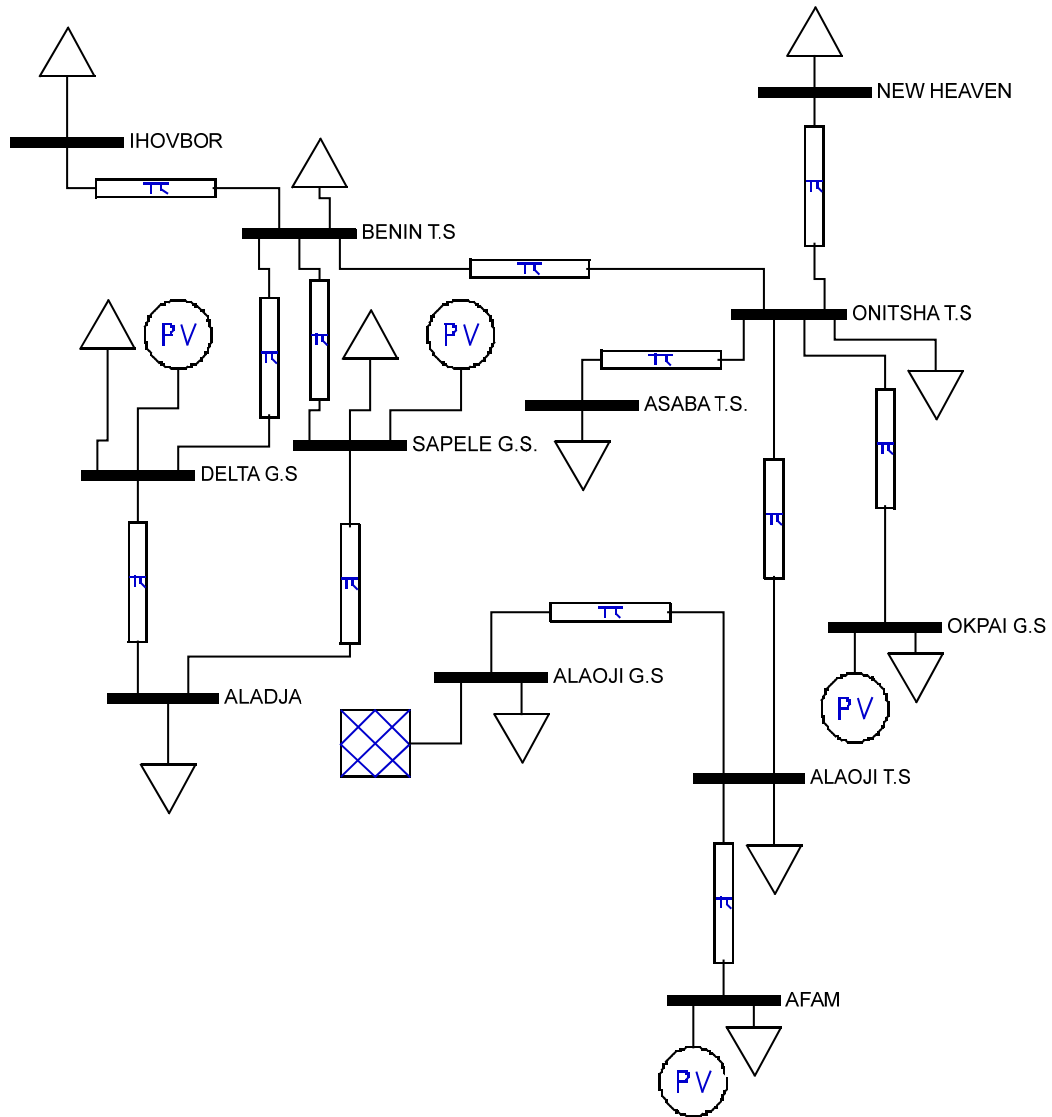 NEW HEAVEN
IHOVBOR
π
π
BENIN T.S
π
ONITSHA T.S
PV
PV
π
π
π
ASABA T.S.
SAPELE G.S.
π
DELTA G.S
π
π
π
π
OKPAI G.S
ALAOJI G.S
ALADJA
PV
ALAOJI T.S
π
AFAM
PV